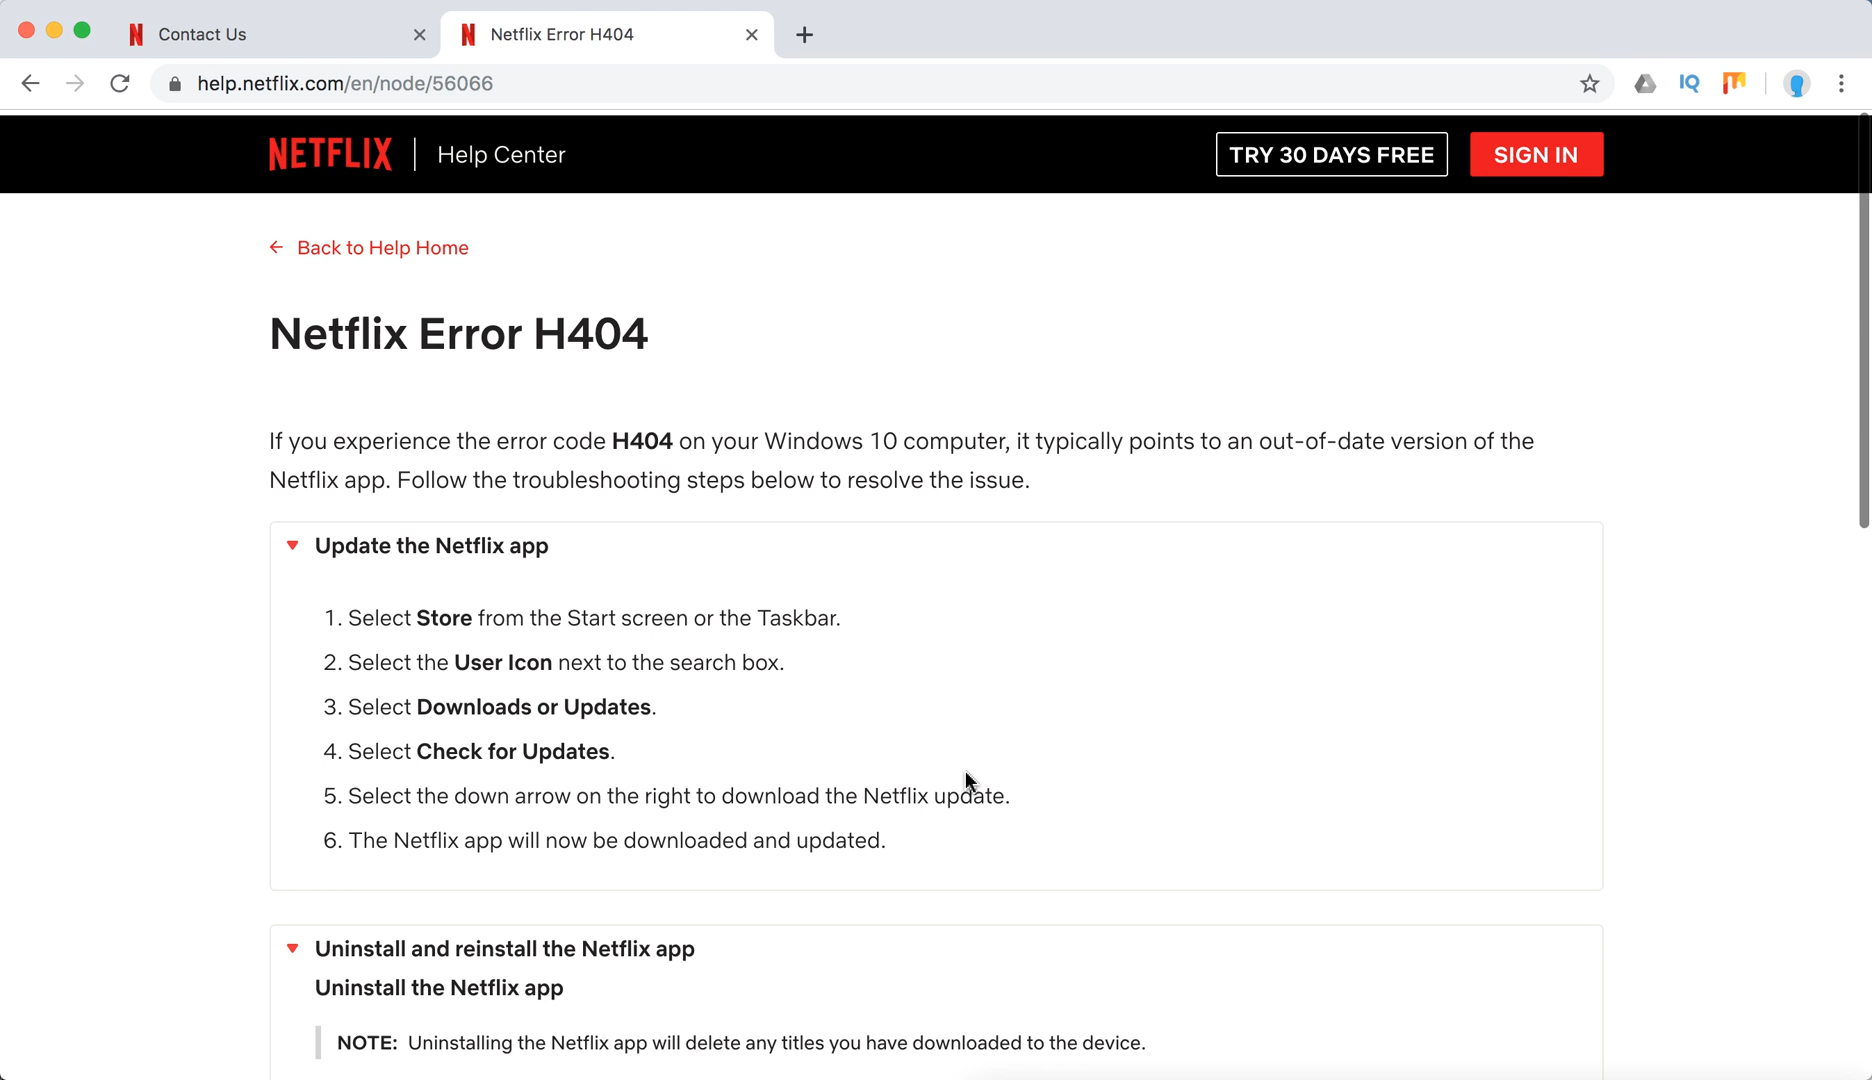 Contact Us
Netflix Error H404
help.netflix.com/en/node/56066
IQ
NETFLIX | Help Center
TRY 30 DAYS FREE
SIGN IN
← Back to Help Home
Netflix Error H404
If you experience the error code H404 on your Windows 10 computer, it typically points to an out-of-date version of the
Netflix app. Follow the troubleshooting steps below to resolve the issue.
Update the Netflix app
1. Select Store from the Start screen or the Taskbar.
2. Select the User Icon next to the search box.
3. Select Downloads or Updates.
4. Select Check for Updates.
5. Select the down arrow on the right to download the Netflix update.
6. The Netflix app will now be downloaded and updated.
Uninstall and reinstall the Netflix app
Uninstall the Netflix app
NOTE: Uninstalling the Netflix app will delete any titles you have downloaded to the device.